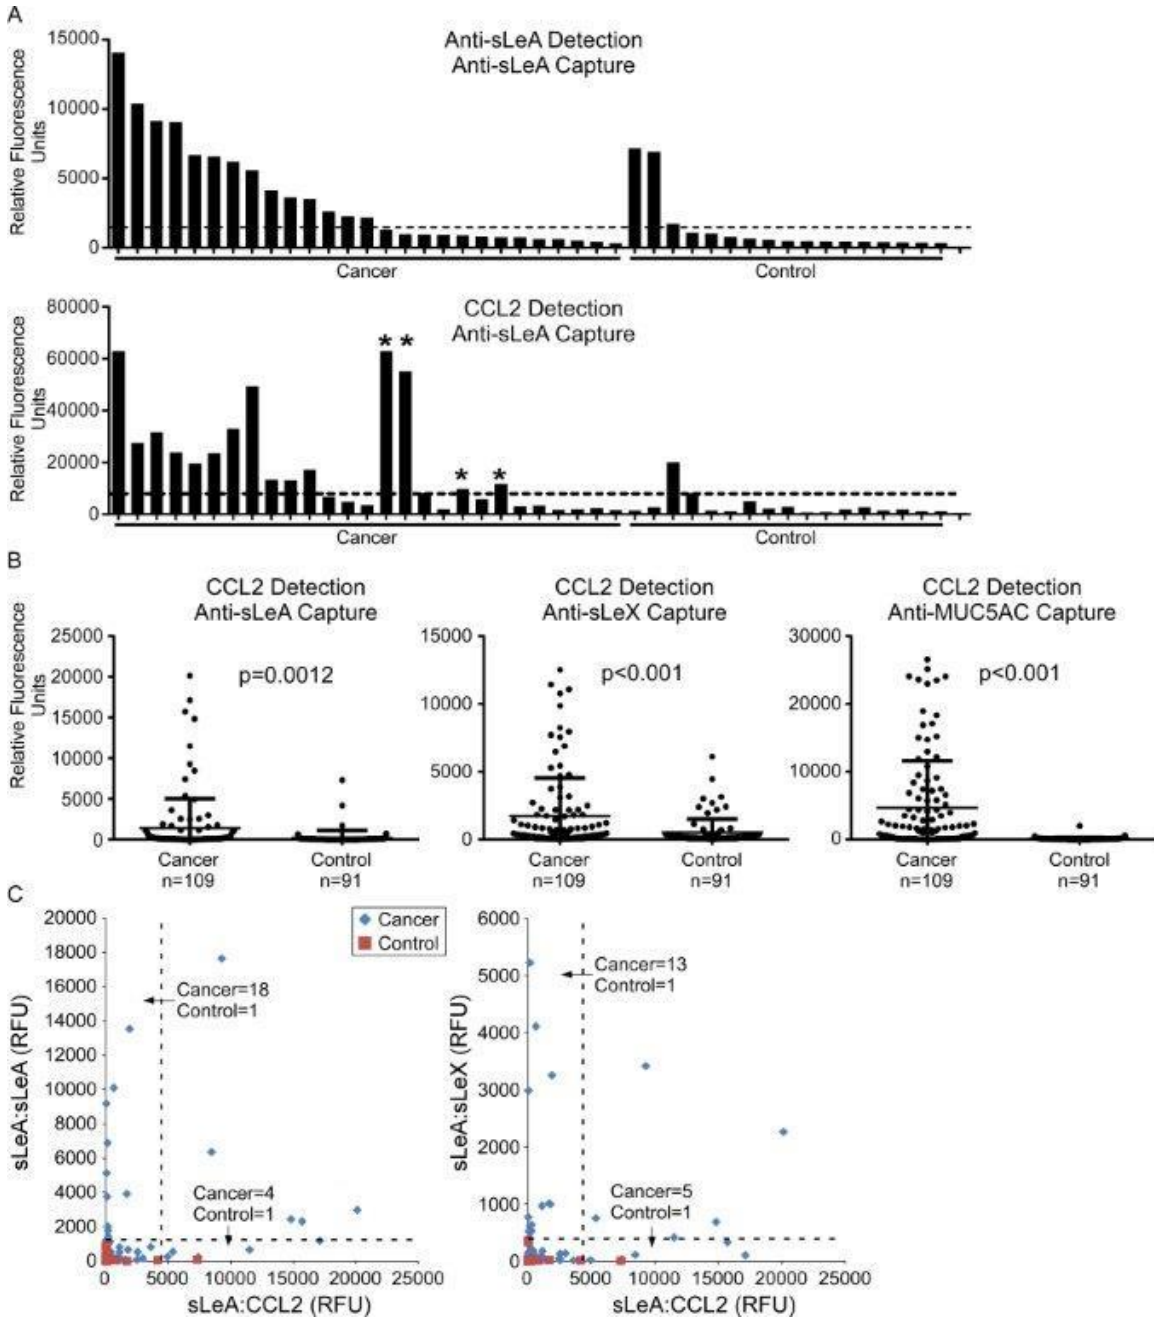 A
Anti-sLeA Detection
Anti-sLeA Capture
Relative Fluorescence
Units
15000
10000
5000
0
Cancer
Control
CCL2 Detection
Anti-sLeA Capture
Relative Fluorescence
Units
80000
60000
40000
20000
0
* *
* *
Cancer
Control
B
CCL2 Detection
Anti-sLeA Capture
Relative Fluorescence
Units
25000
20000
15000
10000
5000
0
p=0.0012
Cancer
n=109
Control
n=91
CCL2 Detection
Anti-sLeX Capture
15000
10000
5000
0
p<0.001
Cancer
n=109
Control
n=91
CCL2 Detection
Anti-MUC5AC Capture
30000
20000
10000
0
p<0.001
Cancer
n=109
Control
n=91
C
sLeA:sLeA (RFU)
20000
18000
16000
14000
12000
10000
8000
6000
4000
2000
0
Cancer
Control
Cancer=18
Control=1
Cancer=4
Control=1
0 5000 10000 15000 20000 25000
sLeA:CCL2 (RFU)
sLeA:sLeX (RFU)
6000
5000
4000
3000
2000
1000
0
Cancer=13
Control=1
Cancer=5
Control=1
0 5000 10000 15000 20000 25000
sLeA:CCL2 (RFU)